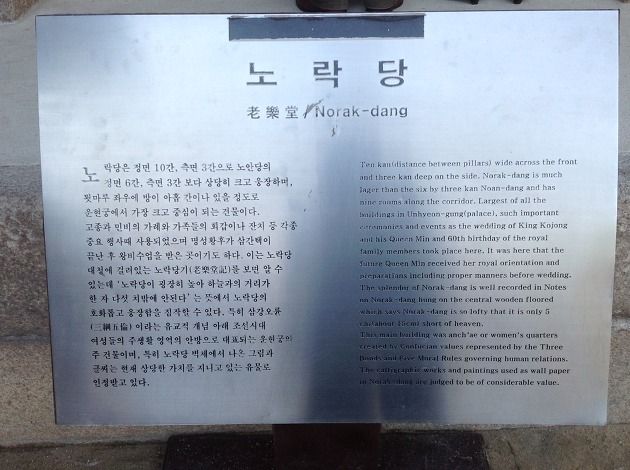 노 락 당
老樂堂 / Norak-dang
노락당은 정면 10간, 측면 3간으로 노안당의
정면 6간, 측면 3간 보다 상당히 크고 웅장하며,
툇마루 좌우에 방이 아홉 간이나 있을 정도로
운현궁에서 가장 크고 중심이 되는 건물이다.
고종과 민비의 가례와 가족들의 회갑이나 잔치 등 각종
중요 행사때 사용되었으며 명성황후가 삼간택이
끝난 후 왕비수업을 받은 곳이기도 하다. 이는 노락당
대청에 걸려있는 노락당기(老樂堂記)를 보면 알 수
있는데 '노락당이 굉장히 높아 하늘과의 거리가
한 자 다섯 치밖에 안된다' 는 뜻에서 노락당의
호화롭고 웅장함을 짐작할 수 있다. 특히 삼강오륜
(三綱五倫) 이라는 유교적 개념 아래 조선시대
여성들의 주생활 영역의 안방으로 대표되는 운현궁의
주 건물이며, 특히 노락당 벽체에서 나온 그림과
글씨는 현재 상당한 가치를 지니고 있는 유물로
인정받고 있다.
Ten kan(distance between pillars) wide across the front
and three kan deep on the side. Norak-dang is much
lager than the six by three kan Noan-dang and has
nine rooms along the corridor. Largest of all the
buildings in Unhyeon-gung(palace), such important
ceremonies and events as the wedding of King Kojong
and his Queen Min and 60th birthday of the royal
family members took place here. It was here that the
future Queen Min received her royal orientation and
preparations including proper manners before wedding.
The splendor of Norak-dang is well recorded in Notes
on Norak-dang hung on the central wooden floored
which says Norak-dang is so lofty that it is only 5
chi/about 15cm) short of heaven.
This main building was anch'ae or women's quarters
created by Confucian values represented by the Three
Bonds and Five Moral Rules governing human relations.
The calligraphic works and paintings used as wall paper
in Norak-dang are judged to be of considerable value.